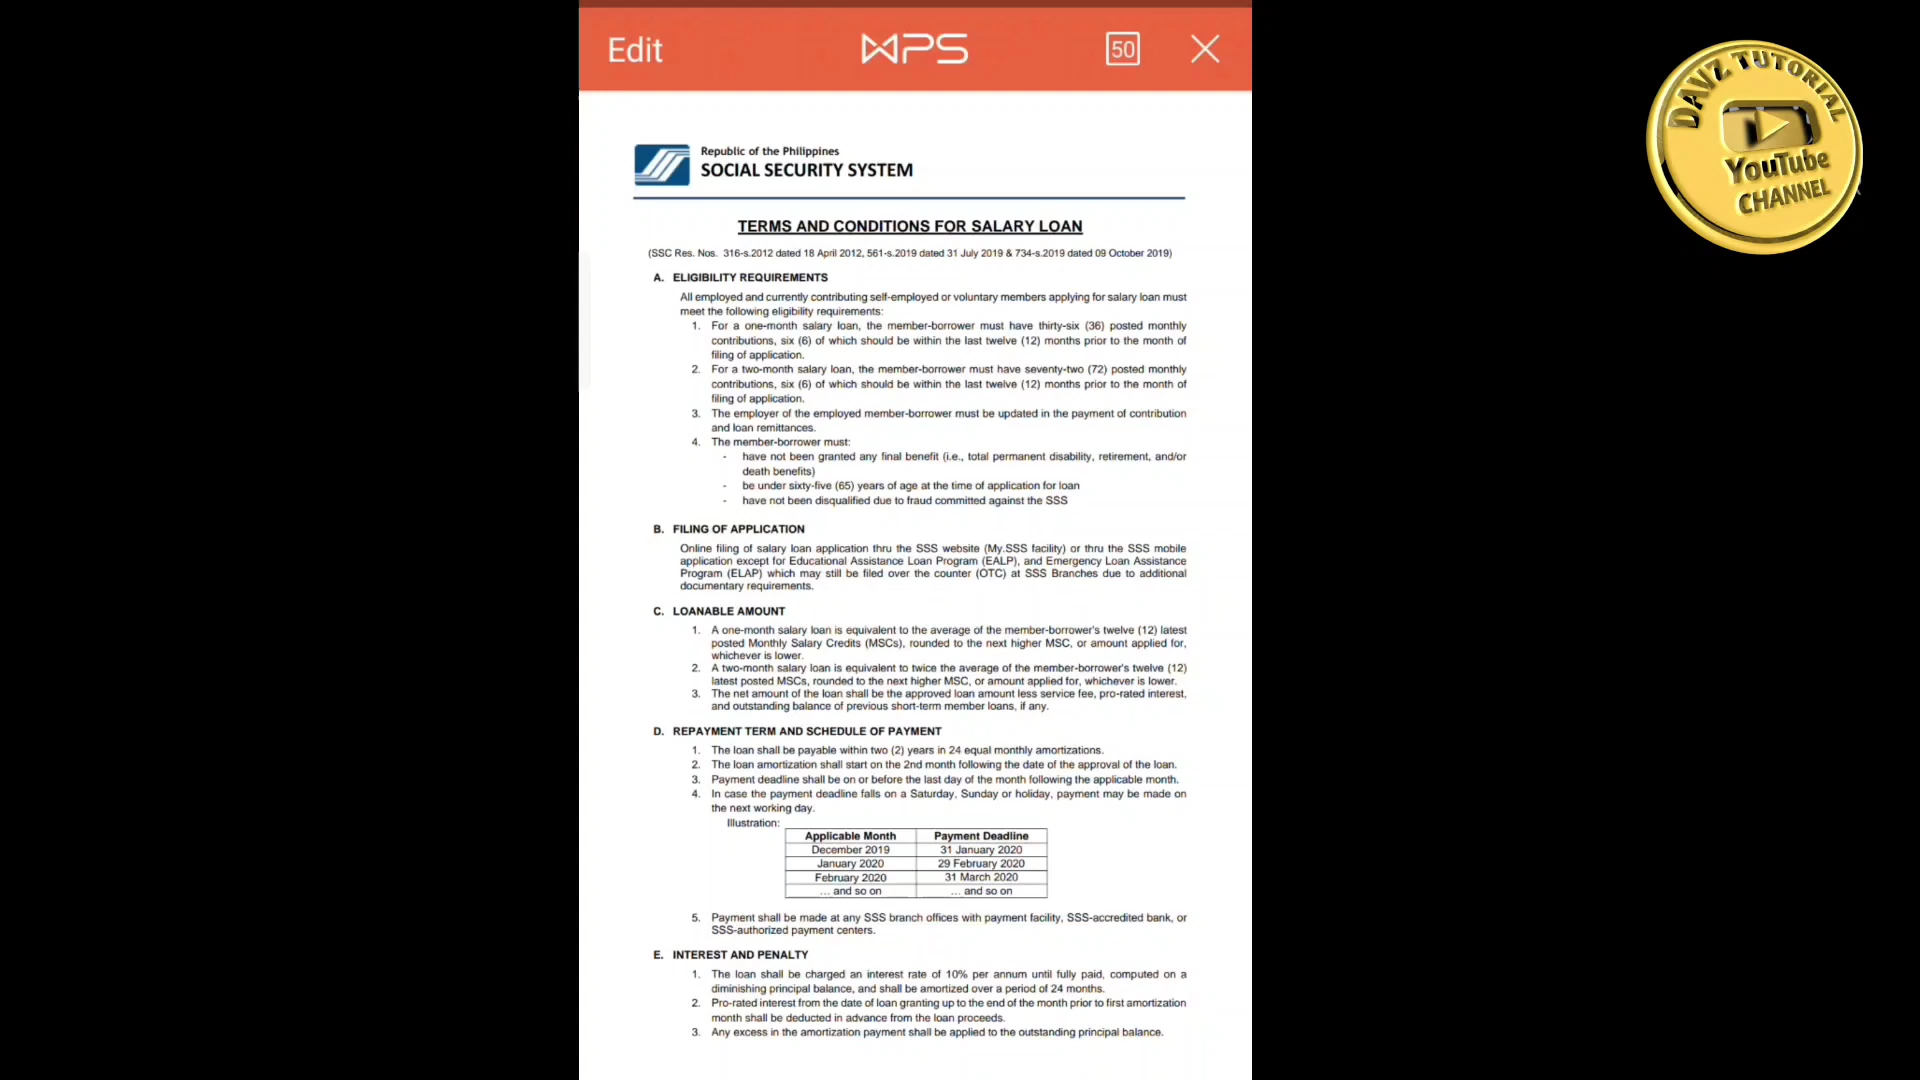 Edit
WPS
50
DAVZ TUTORIAL
YouTube
CHANNEL
Republic of the Philippines
SOCIAL SECURITY SYSTEM
TERMS AND CONDITIONS FOR SALARY LOAN
(SSC Res. Nos. 316-s.2012 dated 18 April 2012, 561-s.2019 dated 31 July 2019 & 734-s.2019 dated 09 October 2019)
A. ELIGIBILITY REQUIREMENTS
All employed and currently contributing self-employed or voluntary members applying for salary loan must
meet the following eligibility requirements:
1. For a one-month salary loan, the member-borrower must have thirty-six (36) posted monthly
contributions, six (6) of which should be within the last twelve (12) months prior to the month of
filing of application.
2. For a two-month salary loan, the member-borrower must have seventy-two (72) posted monthly
contributions, six (6) of which should be within the last twelve (12) months prior to the month of
filing of application.
3. The employer of the employed member-borrower must be updated in the payment of contribution
and loan remittances.
4. The member-borrower must:
- have not been granted any final benefit (i.e., total permanent disability, retirement, and/or
death benefits)
- be under sixty-five (65) years of age at the time of application for loan
- have not been disqualified due to fraud committed against the SSS
B. FILING OF APPLICATION
Online filing of salary loan application thru the SSS website (My.SSS facility) or thru the SSS mobile
application except for Educational Assistance Loan Program (EALP), and Emergency Loan Assistance
Program (ELAP) which may still be filed over the counter (OTC) at SSS Branches due to additional
documentary requirements.
C. LOANABLE AMOUNT
1. A one-month salary loan is equivalent to the average of the member-borrower's twelve (12) latest
posted Monthly Salary Credits (MSCs), rounded to the next higher MSC, or amount applied for,
whichever is lower.
2. A two-month salary loan is equivalent to twice the average of the member-borrower's twelve (12)
latest posted MSCs, rounded to the next higher MSC, or amount applied for, whichever is lower.
3. The net amount of the loan shall be the approved loan amount less service fee, pro-rated interest,
and outstanding balance of previous short-term member loans, if any.
D. REPAYMENT TERM AND SCHEDULE OF PAYMENT
1. The loan shall be payable within two (2) years in 24 equal monthly amortizations.
2. The loan amortization shall start on the 2nd month following the date of the approval of the loan.
3. Payment deadline shall be on or before the last day of the month following the applicable month.
4. In case the payment deadline falls on a Saturday, Sunday or holiday, payment may be made on
the next working day.
Illustration:
Applicable Month Payment Deadline
December 2019 31 January 2020
January 2020 29 February 2020
February 2020 31 March 2020
... and so on ... and so on
5. Payment shall be made at any SSS branch offices with payment facility, SSS-accredited bank, or
SSS-authorized payment centers.
E. INTEREST AND PENALTY
1. The loan shall be charged an interest rate of 10% per annum until fully paid, computed on a
diminishing principal balance, and shall be amortized over a period of 24 months.
2. Pro-rated interest from the date of loan granting up to the end of the month prior to first amortization
month shall be deducted in advance from the loan proceeds.
3. Any excess in the amortization payment shall be applied to the outstanding principal balance.